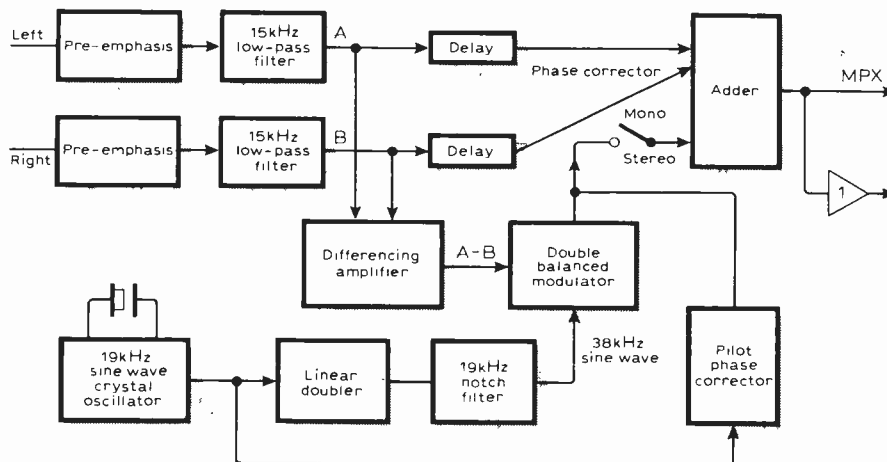 Left
Pre-emphasis
15kHz
low-pass
filter
A
Delay
Phase corrector
Adder
MPX
Right
Pre-emphasis
15kHz
low-pass
filter
B
Delay
Mono
Stereo
1
Differencing
amplifier
A-B
Double
balanced
modulator
19kHz
sine wave
crystal
oscillator
Linear
doubler
19kHz
notch
filter
38kHz
sine wave
Pilot
phase
corrector